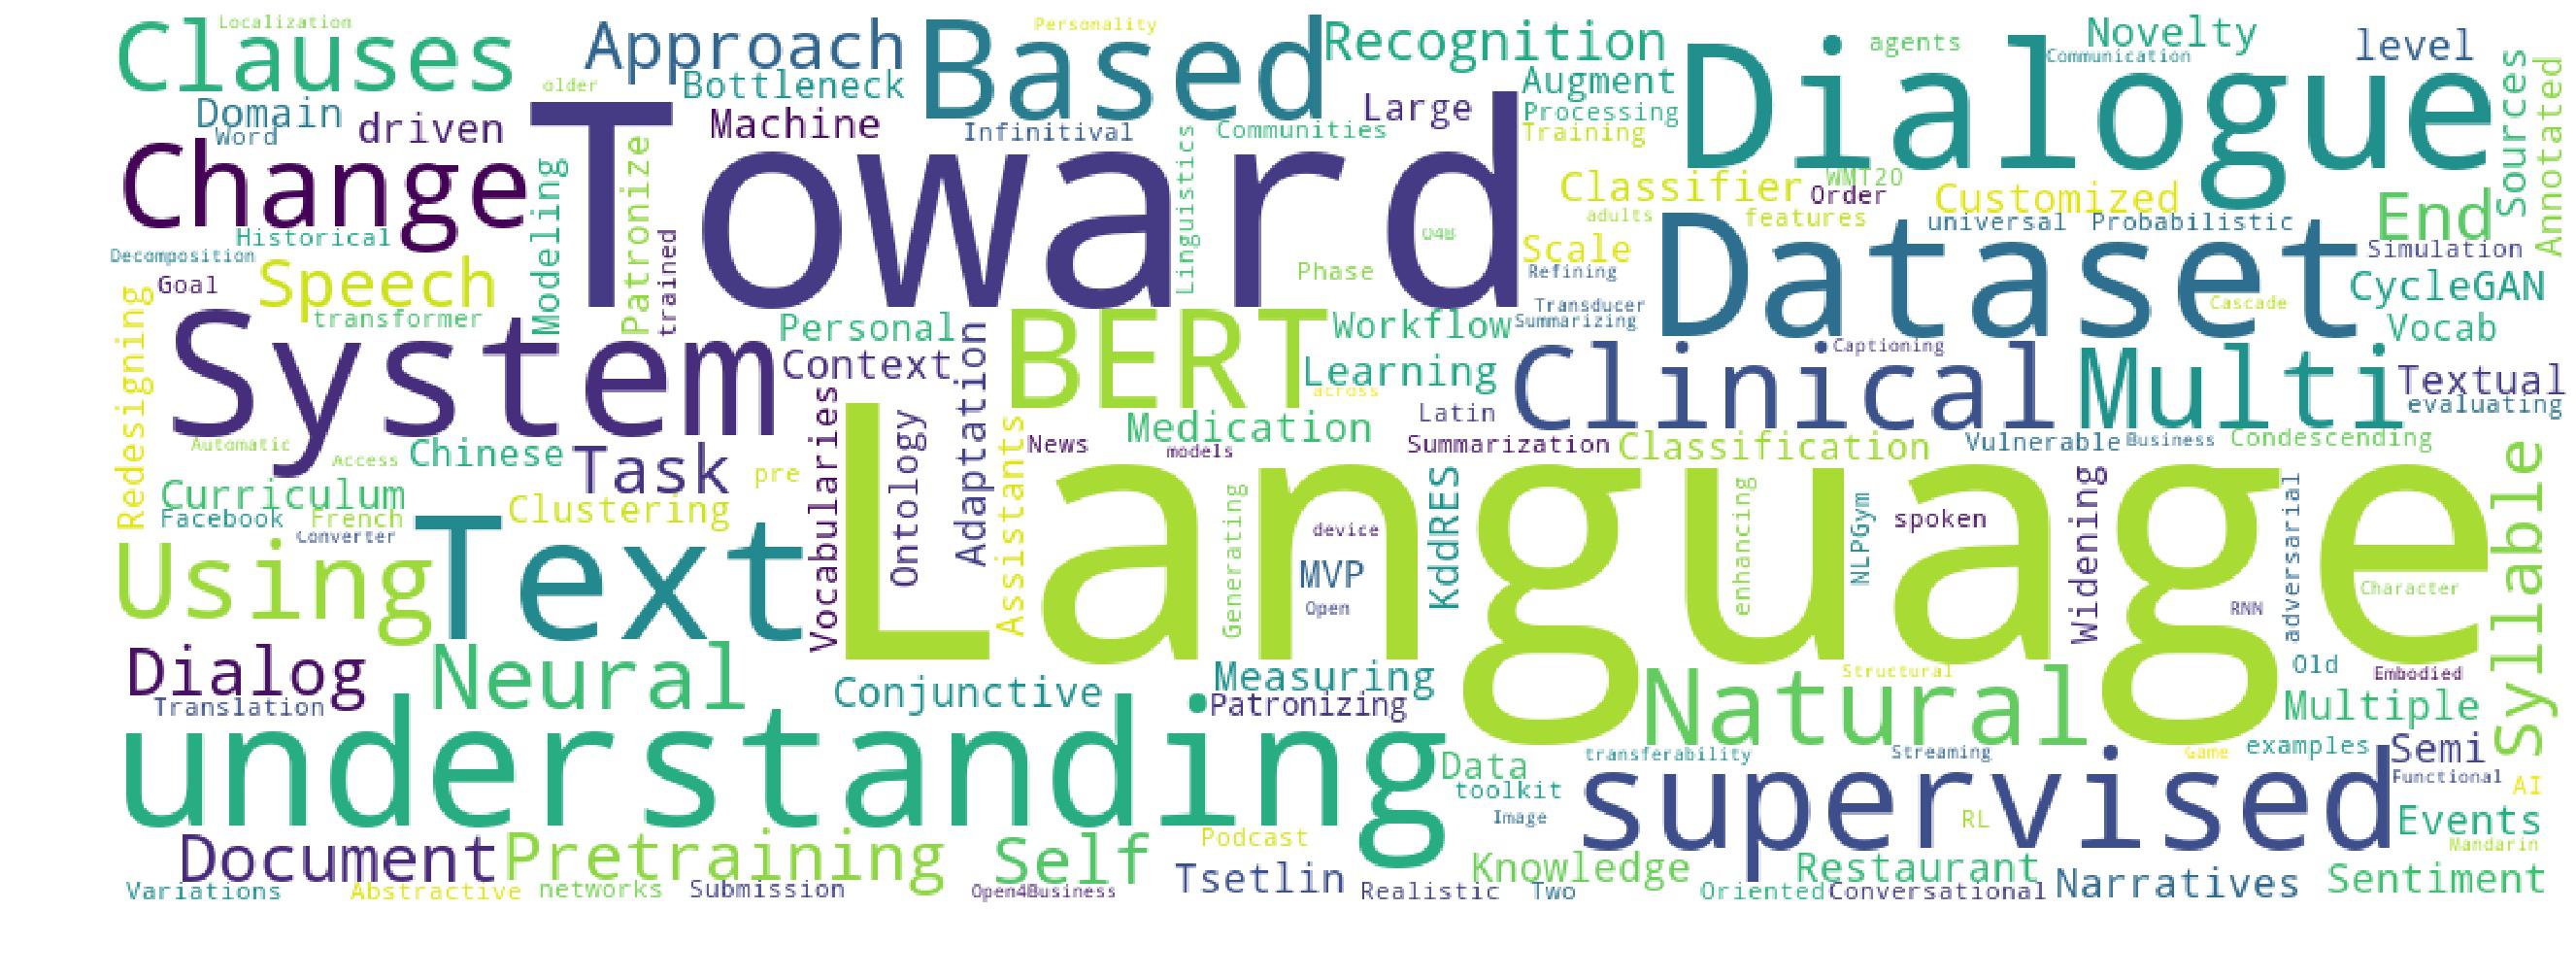 Localization
Personality
Clauses
Approach
Based
Recognition
Dialogue
agents
Novelty
Communication
level
older
Bottleneck
Augment
Sources
Annotated
Domain
Word
driven
Machine
Infinitival
Communities
Large
Processing
Training
Change
Toward
Modeling
Patronize
trained
Linguistics
Classifier
WMT20
Order
Customized
End
Historical
adults
features
universal
Probabilistic
O4B
Decomposition
Goal
Speech
Phase
Scale
Refining
Dataset
Simulation
CycleGAN
Redesigning
transformer
System
Personal
BERT
Workflow
Transducer
Summarizing
Cascade
Vocab
Context
Adaptation
Learning
across
Clinical
Captioning
Multi
Textual
evaluating
Vocabularies
Ontology
Assistants
Medication
Latin
Automatic
Access
Chinese
Task
pre
News
models
Summarization
Classification
Vulnerable
Business
Condescending
Syllable
Curriculum
Facebook
French
Clustering
Converter
Language
Generating
device
KddRES
enhancing
NLPGym
spoken
Widening
adversarial
Using
Text
MVP
Open
RNN
Character
Dialog
Translation
Neural
Conjunctive
Measuring
Patronizing
Natural
Structural
Old
Embodied
Multiple
understanding
Data
toolkit
transferability
Streaming
Game
examples
Semi
Functional
AI
Image
supervised
RL
Events
Mandarin
Document
Pretraining
Self
Podcast
Tsetlin
Knowledge
Restaurant
Narratives
Sentiment
Variations
Abstractive
networks
Submission
Open4Business
Realistic
Two
Oriented
Conversational